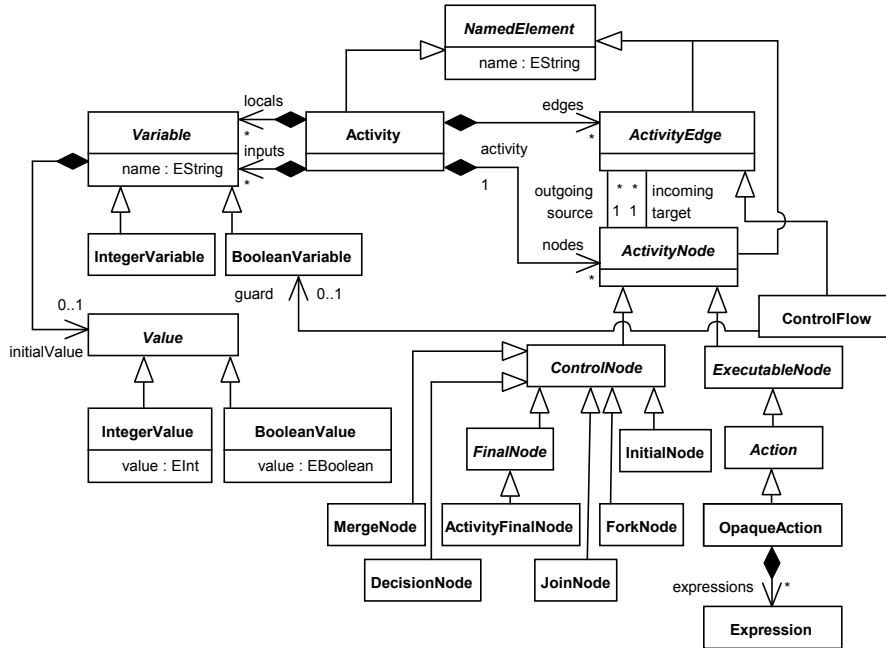 NamedElement
name : EString
locals
*
Variable
name : EString
inputs
*
Activity
edges
*
ActivityEdge
activity
1
outgoing
* *
incoming
source
1 1
target
nodes
*
ActivityNode
IntegerVariable
BooleanVariable
guard
0..1
ControlFlow
0..1
initialValue
Value
ControlNode
ExecutableNode
IntegerValue
value : EInt
BooleanValue
value : EBoolean
FinalNode
InitialNode
Action
MergeNode
ActivityFinalNode
ForkNode
OpaqueAction
DecisionNode
JoinNode
expressions
*
Expression